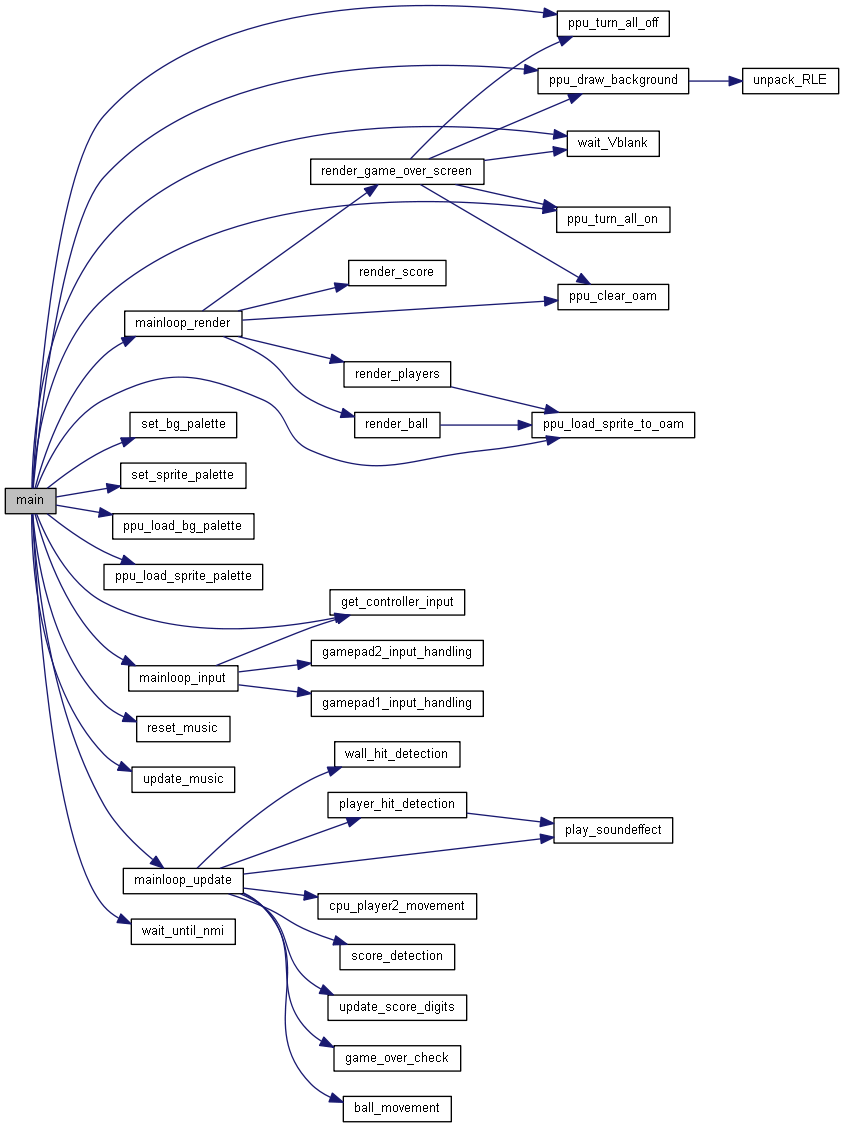 ppu_turn_all_off
ppu_draw_background
unpack_RLE
wait_Vblank
render_game_over_screen
ppu_turn_all_on
render_score
ppu_clear_oam
mainloop_render
render_players
set_bg_palette
render_ball
ppu_load_sprite_to_oam
set_sprite_palette
main
ppu_load_bg_palette
ppu_load_sprite_palette
get_controller_input
gamepad2_input_handling
mainloop_input
gamepad1_input_handling
reset_music
wall_hit_detection
update_music
player_hit_detection
play_soundeffect
mainloop_update
cpu_player2_movement
wait_until_nmi
score_detection
update_score_digits
game_over_check
ball_movement